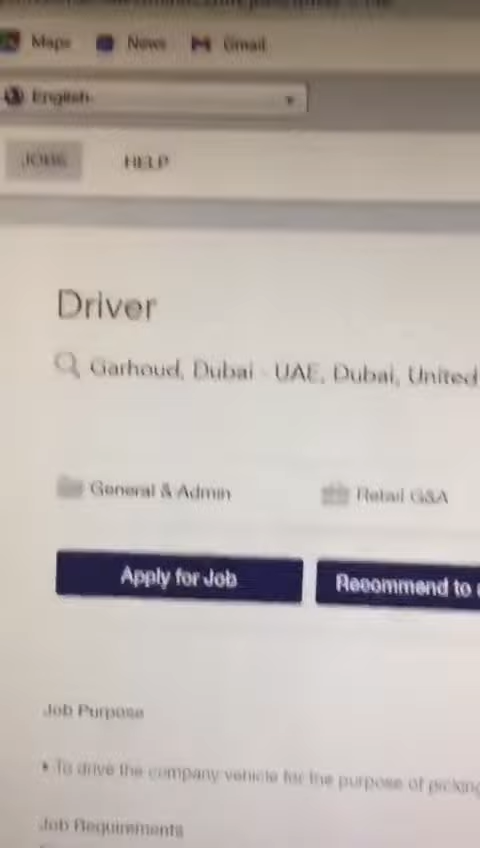 Maps News Gmail
English
JOBS HELP
Driver
Garhoud, Dubai - UAE, Dubai, United
General & Admin Retail G&A
Apply for Job Recommend to
Job Purpose
• To drive the company vehicle for the purpose of picking
Job Requirements